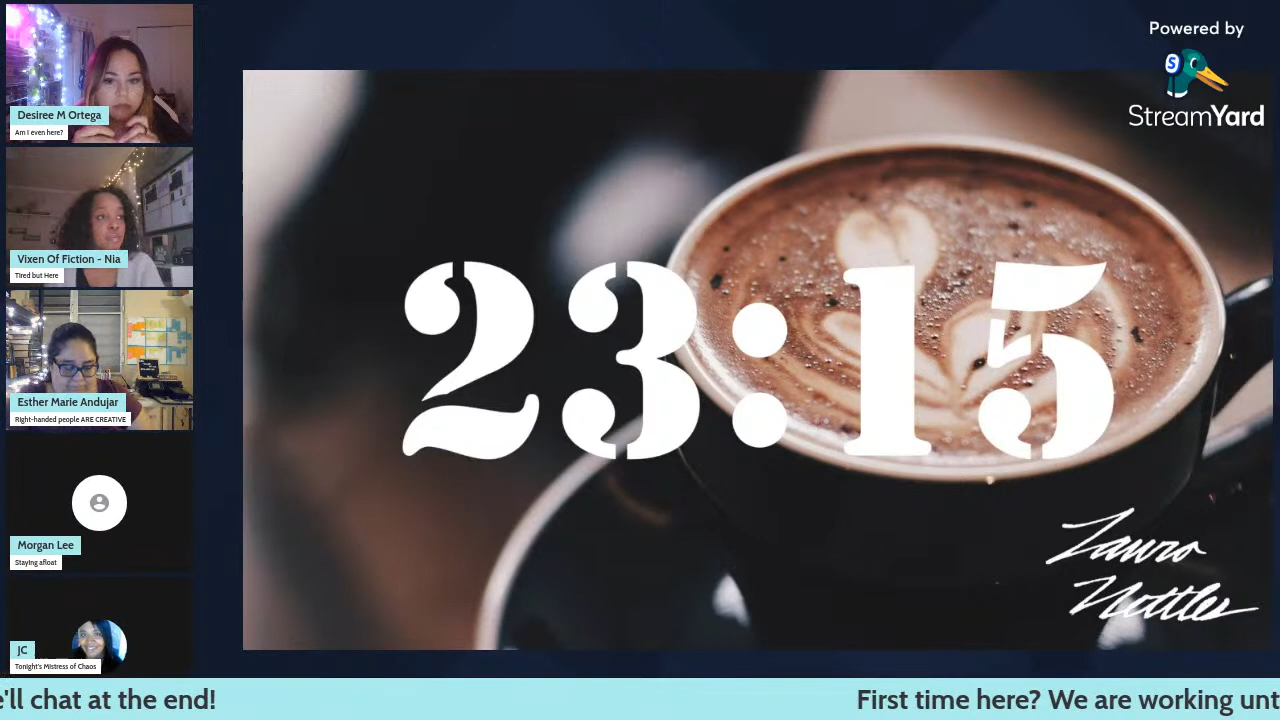 Powered by
StreamYard
Desiree M Ortega
Am I even here?
Vixen Of Fiction - Nia
Tired but Here
Esther Marie Andujar
Right-handed people ARE CREATIVE
Morgan Lee
Staying afloat
JC
Tonight's Mistress of Chaos
23:15
e'll chat at the end!
First time here? We are working unt